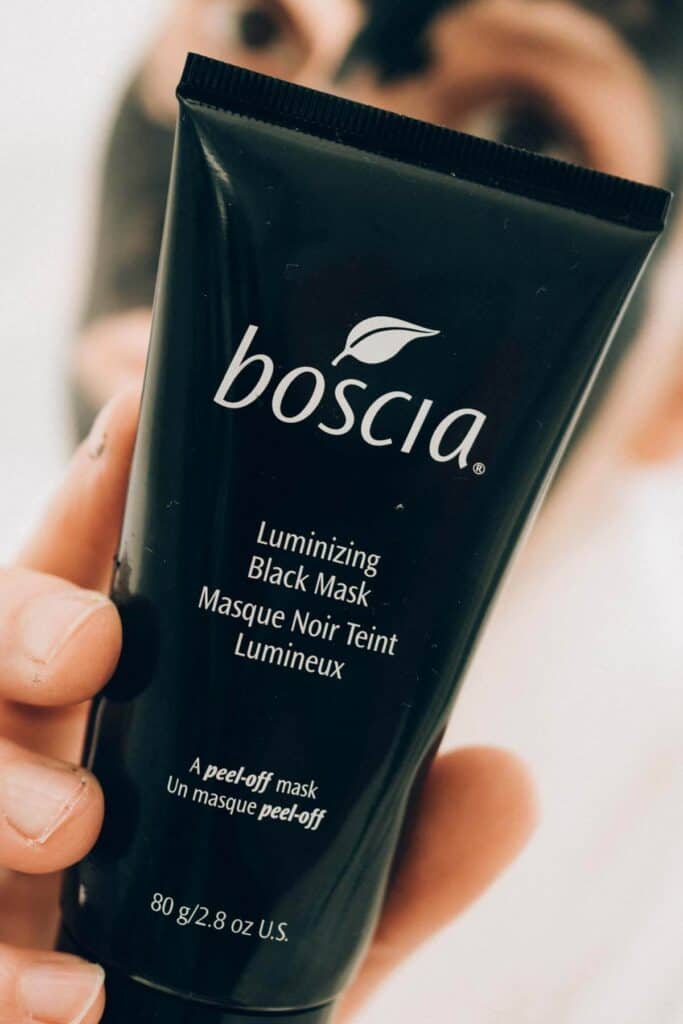 boscia®
Luminizing
Black Mask
Masque Noir Teint
Lumineux
A peel-off mask
Un masque peel-off
80 g/2.8 oz U.S.